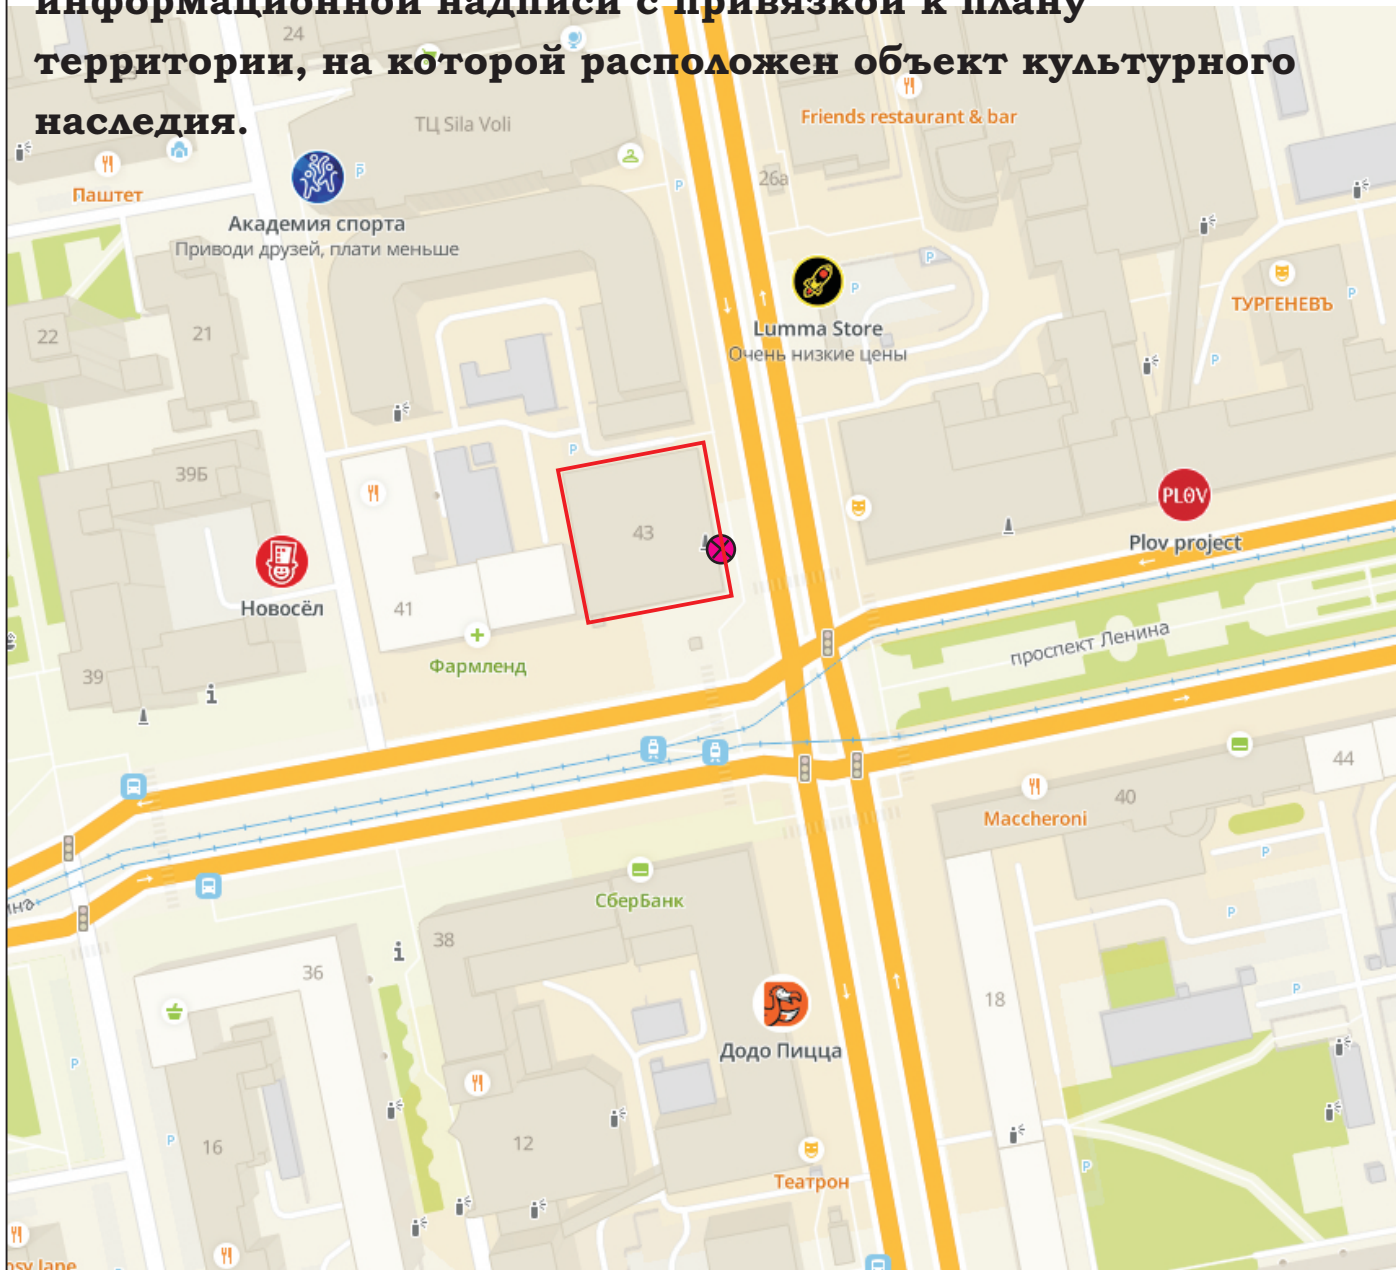 информационной надписи с привязкой к плану
территории, на которой расположен объект культурного
наследия.
24
ТЦ Sila Voli
Friends restaurant & bar
26а
Паштет
Академия спорта
Приводи друзей, плати меньше
ТУРГЕНЕВЪ
22
21
Lumma Store
Очень низкие цены
39Б
43
PLOV
Plov project
Новосёл
41
проспект Ленина
Фармленд
39
44
40
Maccheroni
СберБанк
38
36
18
Додо Пицца
16
12
Театрон